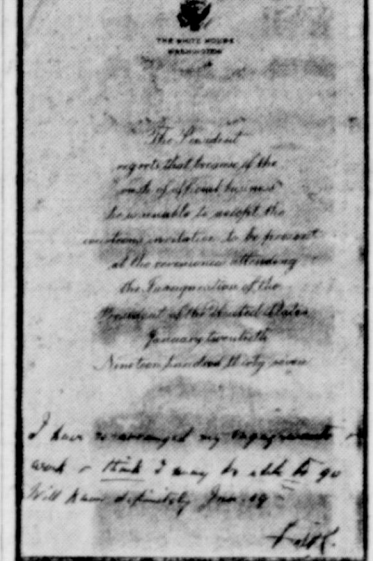 THE WHITE HOUSE
WASHINGTON
The President
regrets that because of the
rush of official business
he is unable to accept the
courteous invitation to be present
at the ceremonies attending
the Inauguration of the
President of the United States
January twentieth
Nineteen hundred thirty seven
I have rearranged my engagements
work & think I may be able to go
Will know definitely Jan. 19